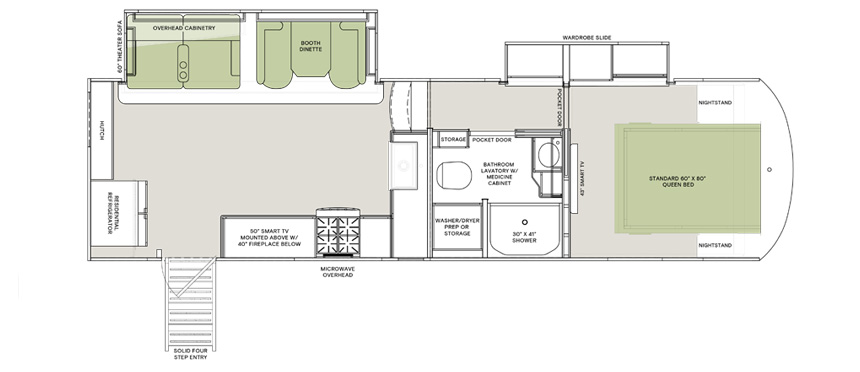 60" THEATER SOFA
OVERHEAD CABINETRY
BOOTH
DINETTE
WARDROBE SLIDE
HUTCH
RESIDENTIAL
REFRIGERATOR
50" SMART TV
MOUNTED ABOVE W/
40" FIREPLACE BELOW
MICROWAVE
OVERHEAD
SOLID FOUR
STEP ENTRY
STORAGE
POCKET DOOR
POCKET DOOR
BATHROOM
LAVATORY W/
MEDICINE
CABINET
WASHER/DRYER
PREP OR
STORAGE
30" X 41"
SHOWER
43" SMART TV
NIGHTSTAND
STANDARD 60" X 80"
QUEEN BED
NIGHTSTAND